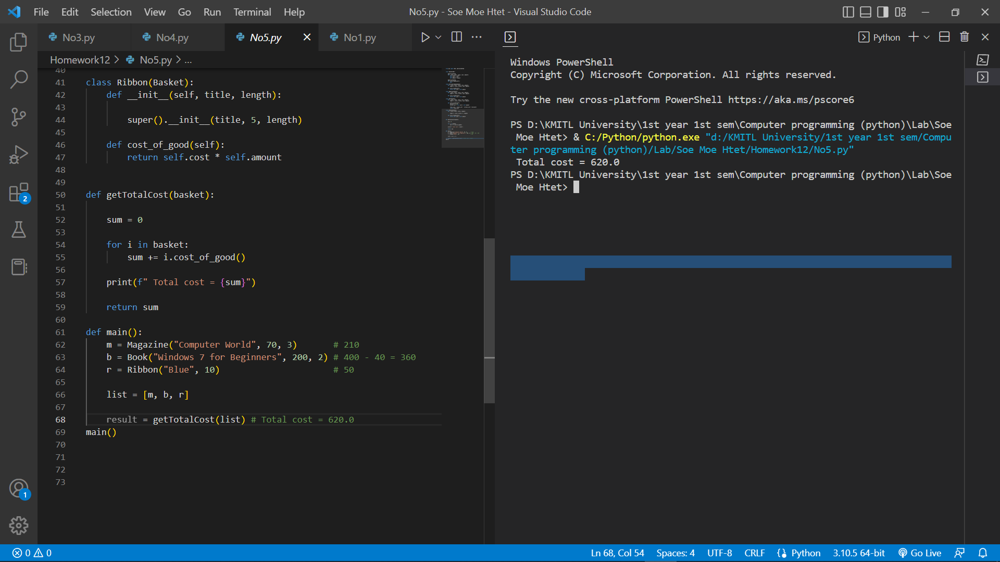 File Edit Selection View Go Run Terminal Help
No5.py - Soe Moe Htet - Visual Studio Code
No3.py No4.py No5.py No1.py
Python
Homework12 > No5.py > ...
40
41 class Ribbon(Basket):
42 def __init__(self, title, length):
43
44 super().__init__(title, 5, length)
45
46 def cost_of_good(self):
47 return self.cost * self.amount
48
49
50 def getTotalCost(basket):
51
52 sum = 0
53
54 for i in basket:
55 sum += i.cost_of_good()
56
57 print(f" Total cost = {sum}")
58
59 return sum
60
61 def main():
62 m = Magazine("Computer World", 70, 3) # 210
63 b = Book("Windows 7 for Beginners", 200, 2) # 400 - 40 = 360
64 r = Ribbon("Blue", 10) # 50
65
66 list = [m, b, r]
67
68 result = getTotalCost(list) # Total cost = 620.0
69 main()
70
71
72
73
Windows PowerShell
Copyright (C) Microsoft Corporation. All rights reserved.
Try the new cross-platform PowerShell https://aka.ms/pscore6
PS D:\KMITL University\1st year 1st sem\Computer programming (python)\Lab\Soe
Moe Htet> & C:/Python/python.exe "d:/KMITL University/1st year 1st sem/Compu
ter programming (python)/Lab/Soe Moe Htet/Homework12/No5.py"
Total cost = 620.0
PS D:\KMITL University\1st year 1st sem\Computer programming (python)\Lab\Soe
Moe Htet>
2
1
0 0
Ln 68, Col 54 Spaces: 4 UTF-8 CRLF Python 3.10.5 64-bit Go Live